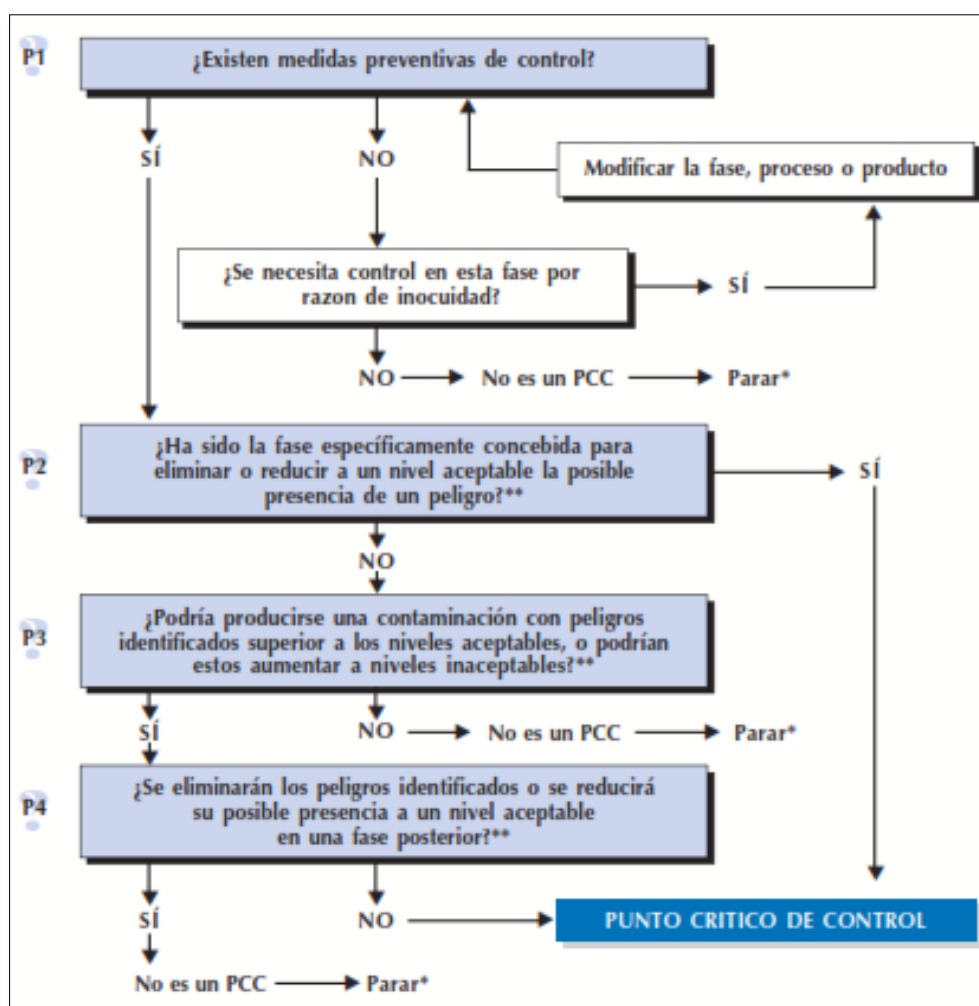 P1
¿Existen medidas preventivas de control?
SÍ
NO
Modificar la fase, proceso o producto
¿Se necesita control en esta fase por
razon de inocuidad?
SÍ
NO
No es un PCC
Parar*
P2
¿Ha sido la fase específicamente concebida para
eliminar o reducir a un nivel aceptable la posible
presencia de un peligro?**
SÍ
NO
P3
¿Podría producirse una contaminación con peligros
identificados superior a los niveles aceptables, o podrían
estos aumentar a niveles inaceptables?**
SÍ
NO
No es un PCC
Parar*
P4
¿Se eliminarán los peligros identificados o se reducirá
su posible presencia a un nivel aceptable
en una fase posterior?**
SÍ
NO
PUNTO CRITICO DE CONTROL
No es un PCC
Parar*